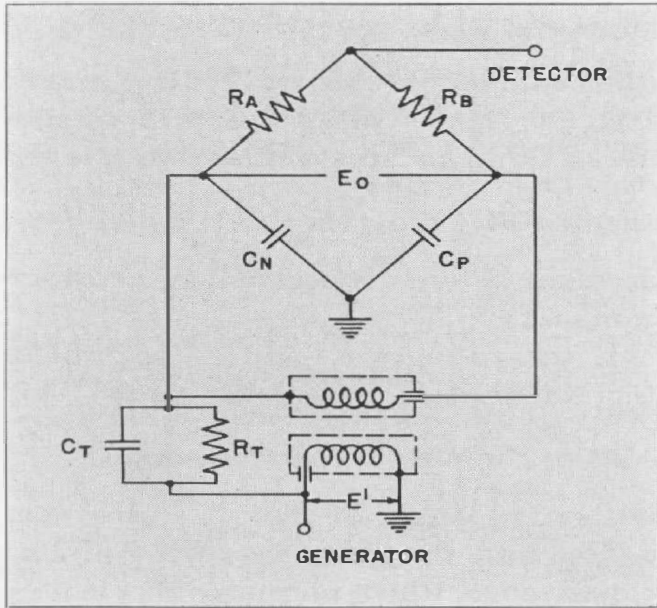 DETECTOR
RA
RB
EO
CN
CP
CT
RT
E'
GENERATOR